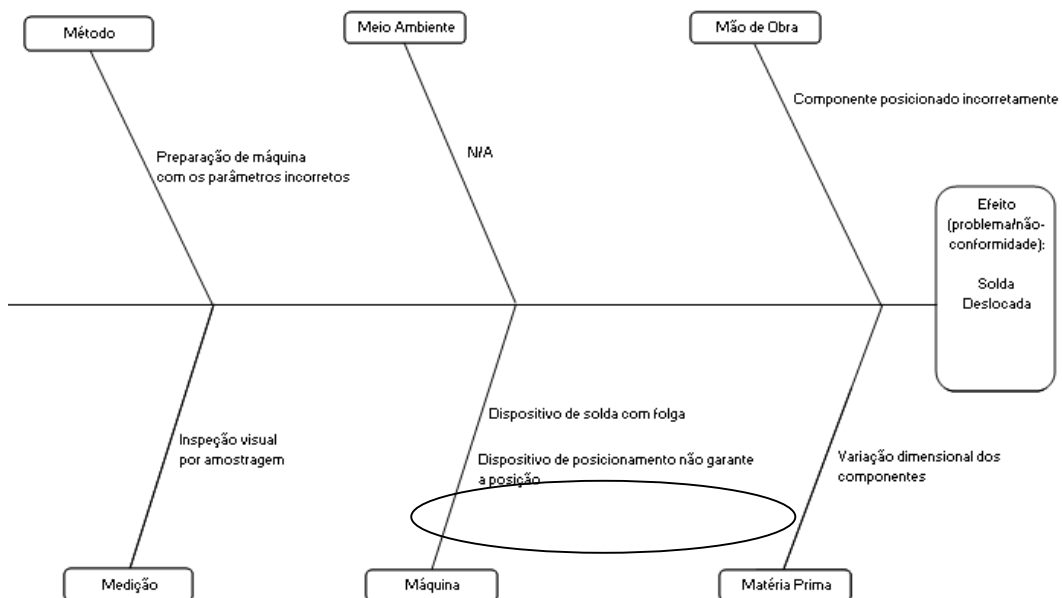 Método
Meio Ambiente
Mão de Obra
Componente posicionado incorretamente
Preparação de máquina
com os parâmetros incorretos
N/A
Efeito
(problema/não-
conformidade):
Solda
Deslocada
Inspeção visual
por amostragem
Dispositivo de solda com folga
Dispositivo de posicionamento não garante
a posição
Variação dimensional dos
componentes
Medição
Máquina
Matéria Prima